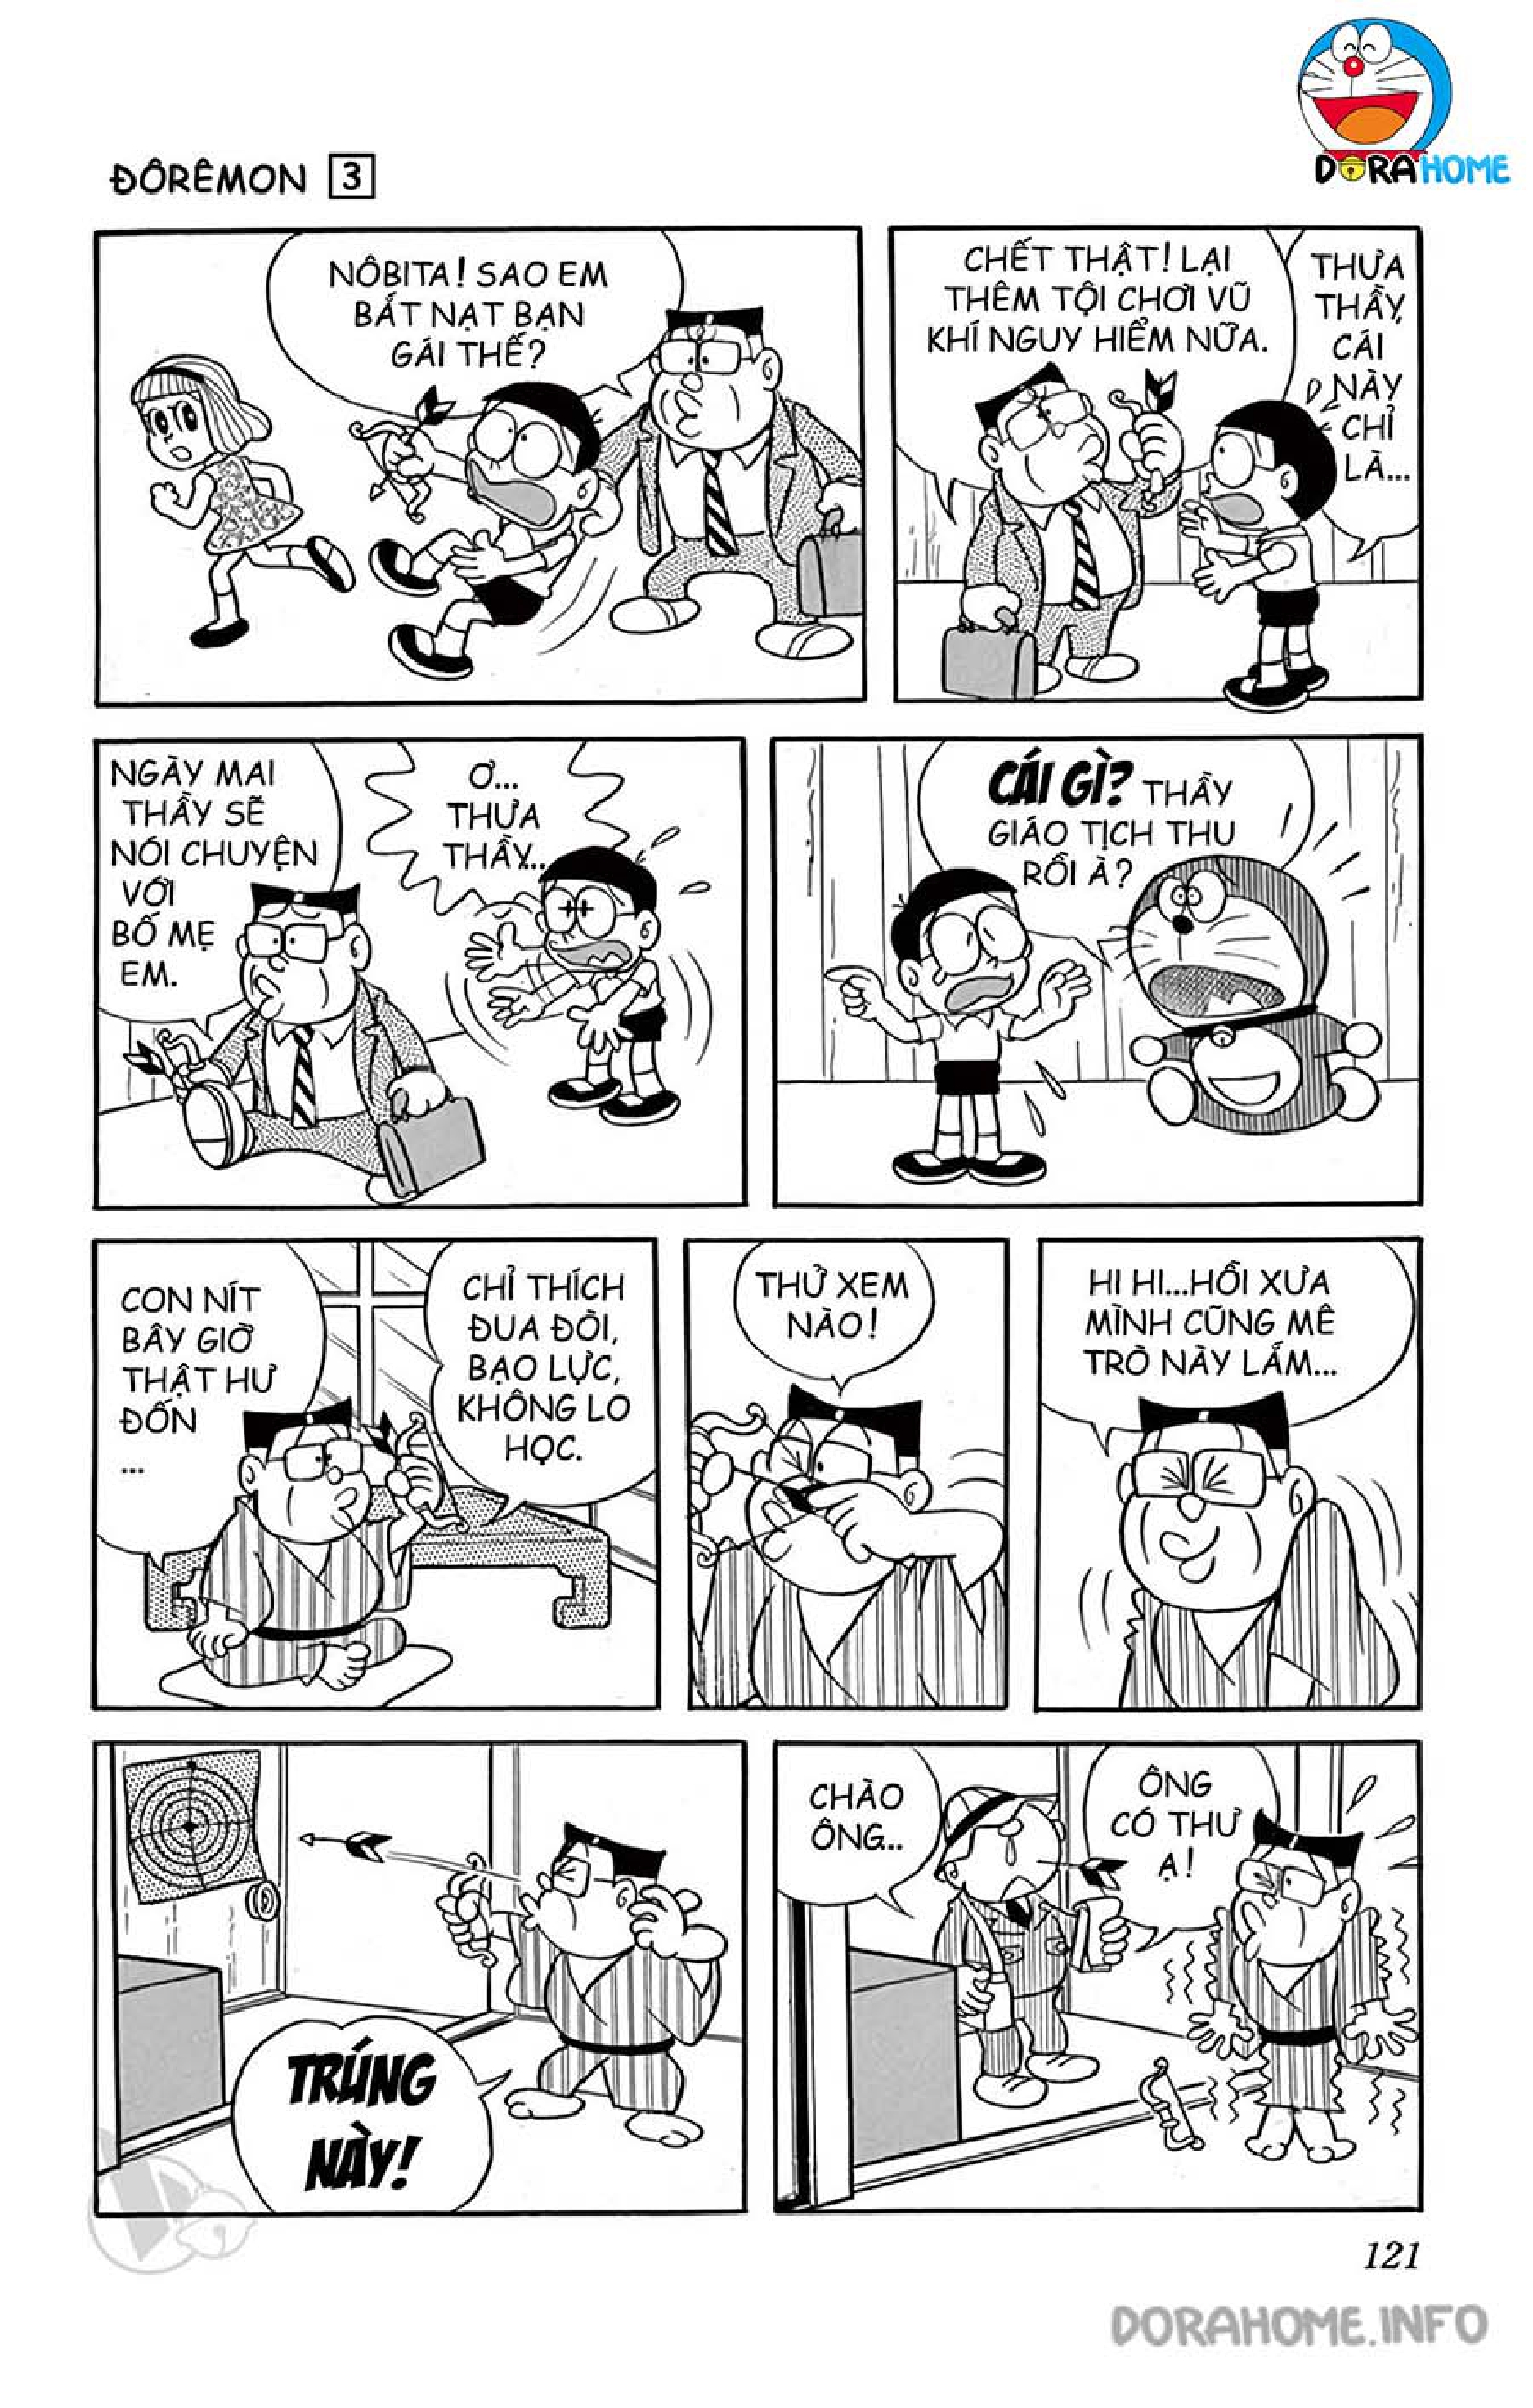 DORAHOME
ĐÔRÊMON 3
NÔBITA! SAO EM
BẮT NẠT BẠN
GÁI THẾ?
CHẾT THẬT! LẠI
THÊM TỘI CHƠI VŨ
KHÍ NGUY HIỂM NỮA.
THƯA
THẦY,
CÁI
NÀY
CHỈ
LÀ...
NGÀY MAI
THẦY SẼ
NÓI CHUYỆN
VỚI
BỐ MẸ
EM.
Ơ...
THƯA
THẦY...
CÁI GÌ? THẦY
GIÁO TỊCH THU
RỒI À?
CON NÍT
BÂY GIỜ
THẬT HƯ
ĐỐN
...
CHỈ THÍCH
ĐUA ĐÒI,
BẠO LỰC,
KHÔNG LO
HỌC.
THỬ XEM
NÀO!
HI HI...HỒI XƯA
MÌNH CŨNG MÊ
TRÒ NÀY LẮM...
TRÚNG
NÀY!
CHÀO
ÔNG...
ÔNG
CÓ THƯ
Ạ!
121
DORAHOME.INFO